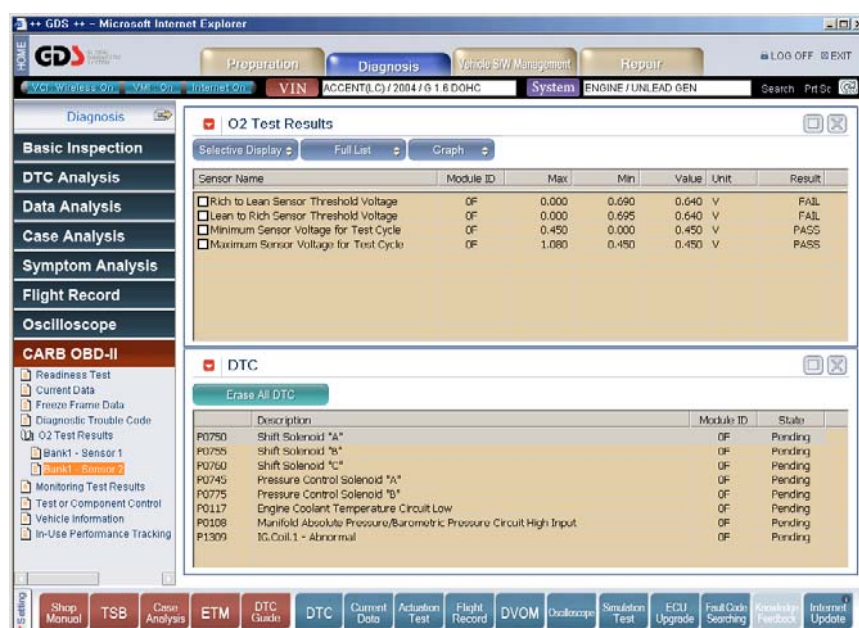 ++ GDS ++ - Microsoft Internet Explorer
HOME
GDS
Preparation
Diagnosis
Vehicle S/W Management
Repair
LOG OFF EXIT
VCI: Wireless On VMI: On Internet On
VIN
ACCENT(LC) / 2004 / G 1.6 DOHC
System
ENGINE / UNLEAD GEN
Search Prt Sc
Diagnosis
Basic Inspection
DTC Analysis
Data Analysis
Case Analysis
Symptom Analysis
Flight Record
Oscilloscope
CARB OBD-II
Readiness Test
Current Data
Freeze Frame Data
Diagnostic Trouble Code
O2 Test Results
Bank1 - Sensor 1
Bank1 - Sensor 2
Monitoring Test Results
Test or Component Control
Vehicle Information
In-Use Performance Tracking
O2 Test Results
Selective Display Full List Graph
Sensor Name Module ID Max Min Value Unit Result
Rich to Lean Sensor Threshold Voltage 0F 0.000 0.690 0.640 V FAIL
Lean to Rich Sensor Threshold Voltage 0F 0.000 0.695 0.640 V FAIL
Minimum Sensor Voltage for Test Cycle 0F 0.450 0.000 0.450 V PASS
Maximum Sensor Voltage for Test Cycle 0F 1.080 0.450 0.450 V PASS
DTC
Erase All DTC
Description Module ID State
P0750 Shift Solenoid "A" 0F Pending
P0755 Shift Solenoid "B" 0F Pending
P0760 Shift Solenoid "C" 0F Pending
P0745 Pressure Control Solenoid "A" 0F Pending
P0775 Pressure Control Solenoid "B" 0F Pending
P0117 Engine Coolant Temperature Circuit Low 0F Pending
P0108 Manifold Absolute Pressure/Barometric Pressure Circuit High Input 0F Pending
P1309 IG.Coil.1 - Abnormal 0F Pending
Setting
Shop Manual
TSB
Case Analysis
ETM
DTC Guide
DTC
Current Data
Actuation Test
Flight Record
DVOM
Oscilloscope
Simulation Test
ECU Upgrade
Fault Code Searching
Knowledge Feedback
Internet Update